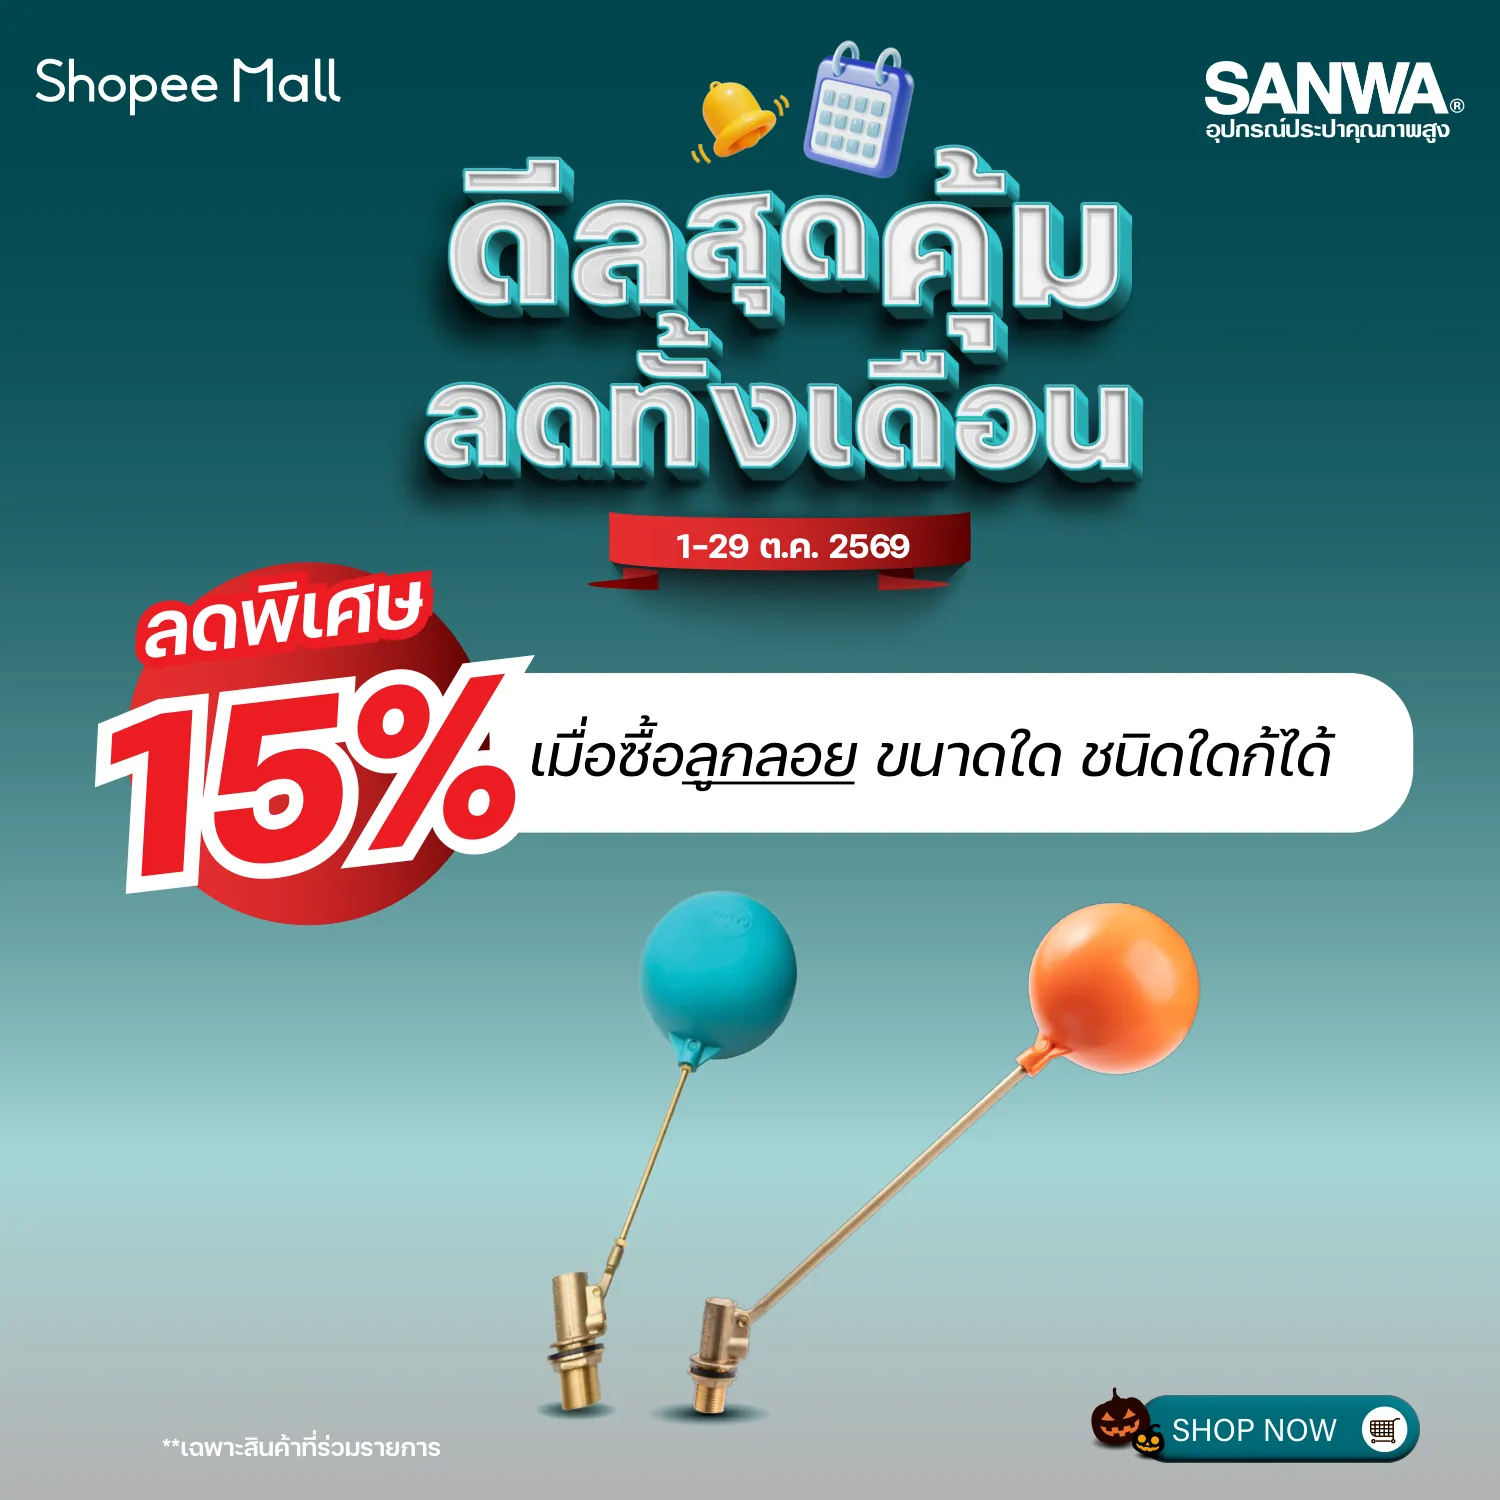 Shopee Mall
SANWA®
อุปกรณ์ประปาคุณภาพสูง
ดีลสุดคุ้ม
ลดทั้งเดือน
1-29 ต.ค. 2569
ลดพิเศษ
15%
เมื่อซื้อลูกลอย ขนาดใด ชนิดใดก้ได้
**เฉพาะสินค้าที่ร่วมรายการ
SHOP NOW